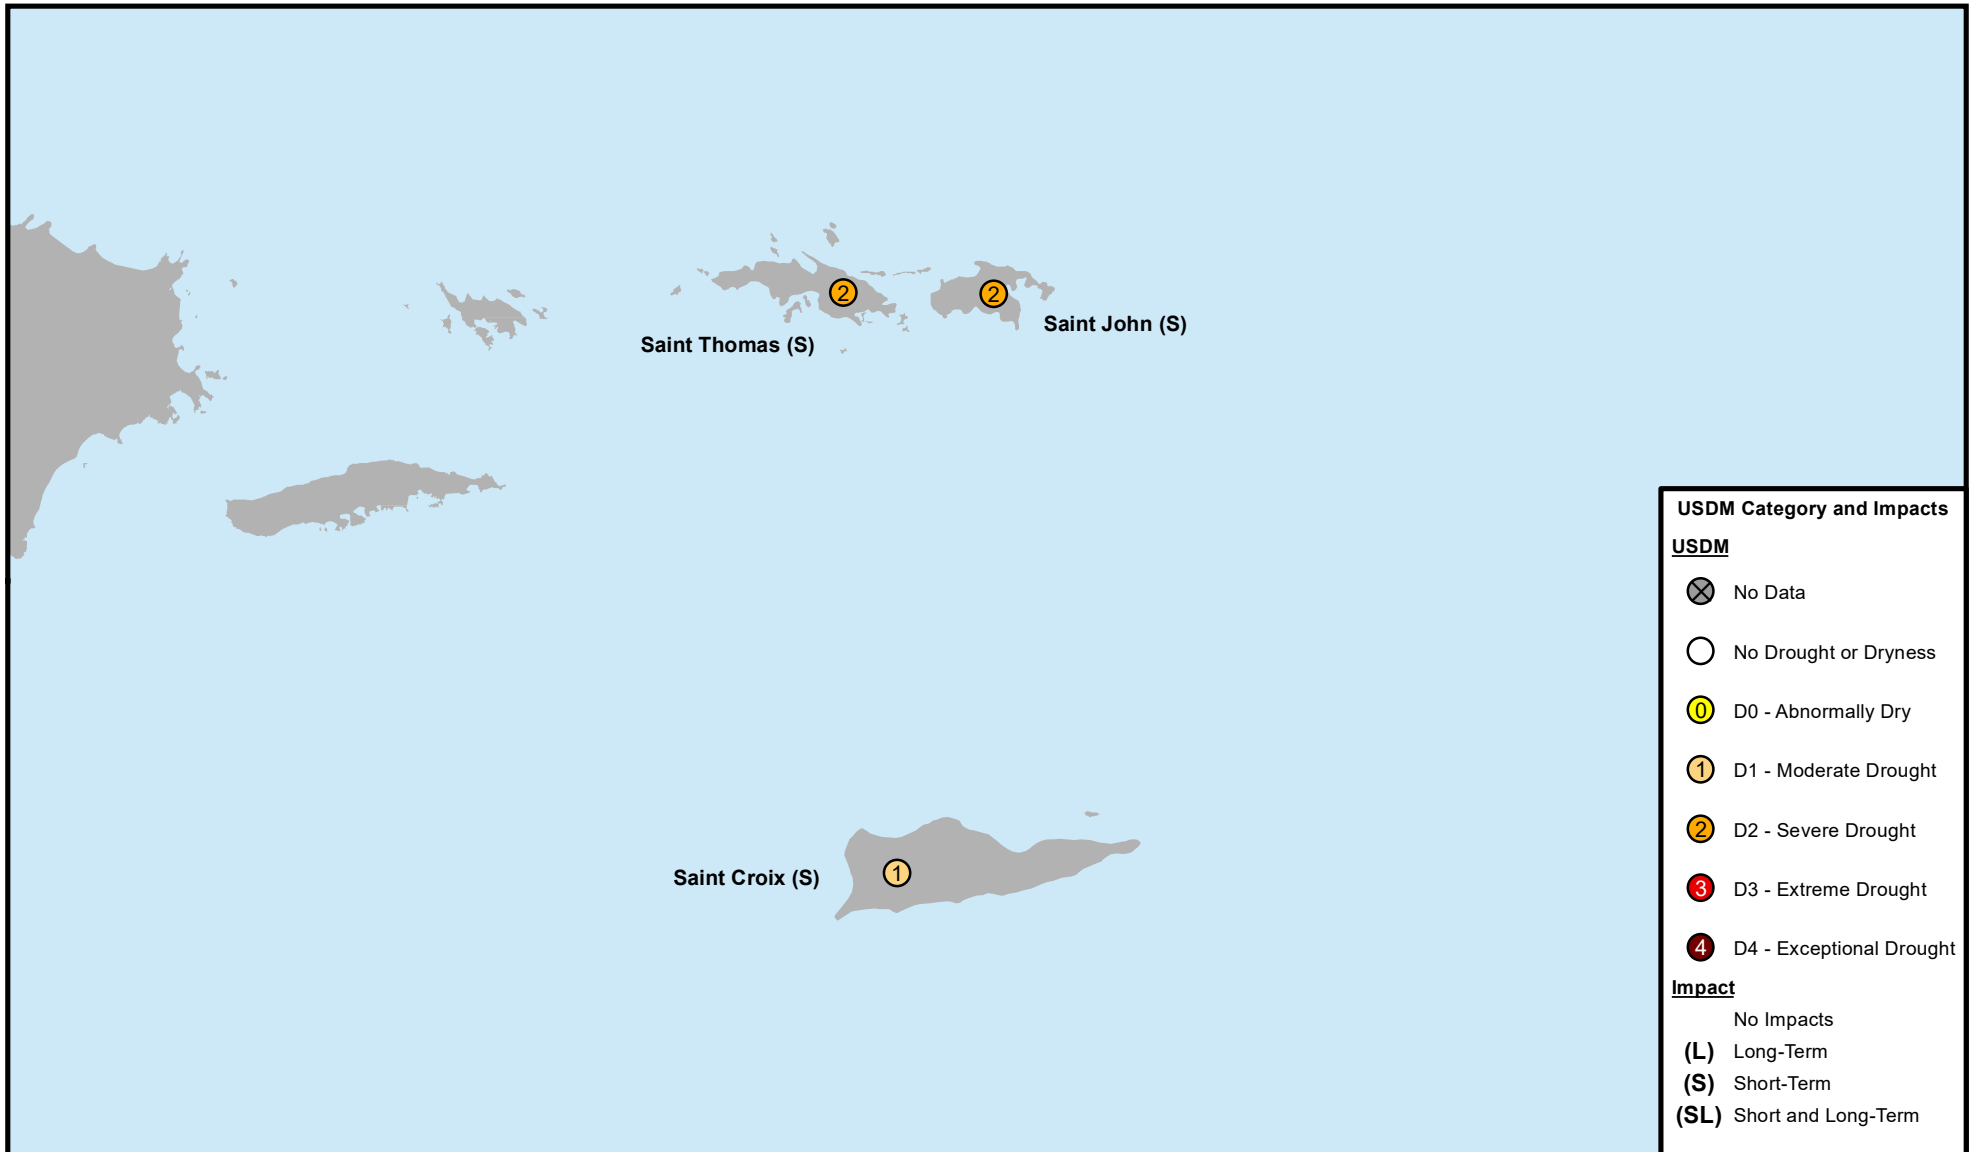 2
2
Saint John (S)
Saint Thomas (S)
1
Saint Croix (S)
USDM Category and Impacts
USDM
No Data
No Drought or Dryness
0 D0 - Abnormally Dry
1 D1 - Moderate Drought
2 D2 - Severe Drought
3 D3 - Extreme Drought
4 D4 - Exceptional Drought
Impact
No Impacts
(L) Long-Term
(S) Short-Term
(SL) Short and Long-Term